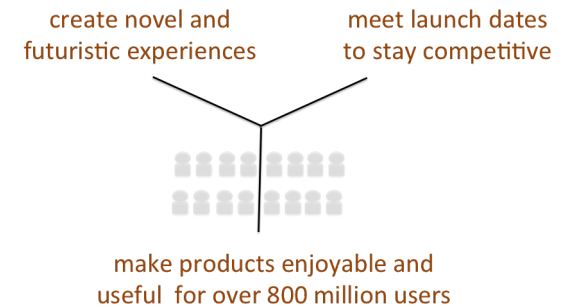 create novel and
futuristic experiences
meet launch dates
to stay competitive
make products enjoyable and
useful for over 800 million users